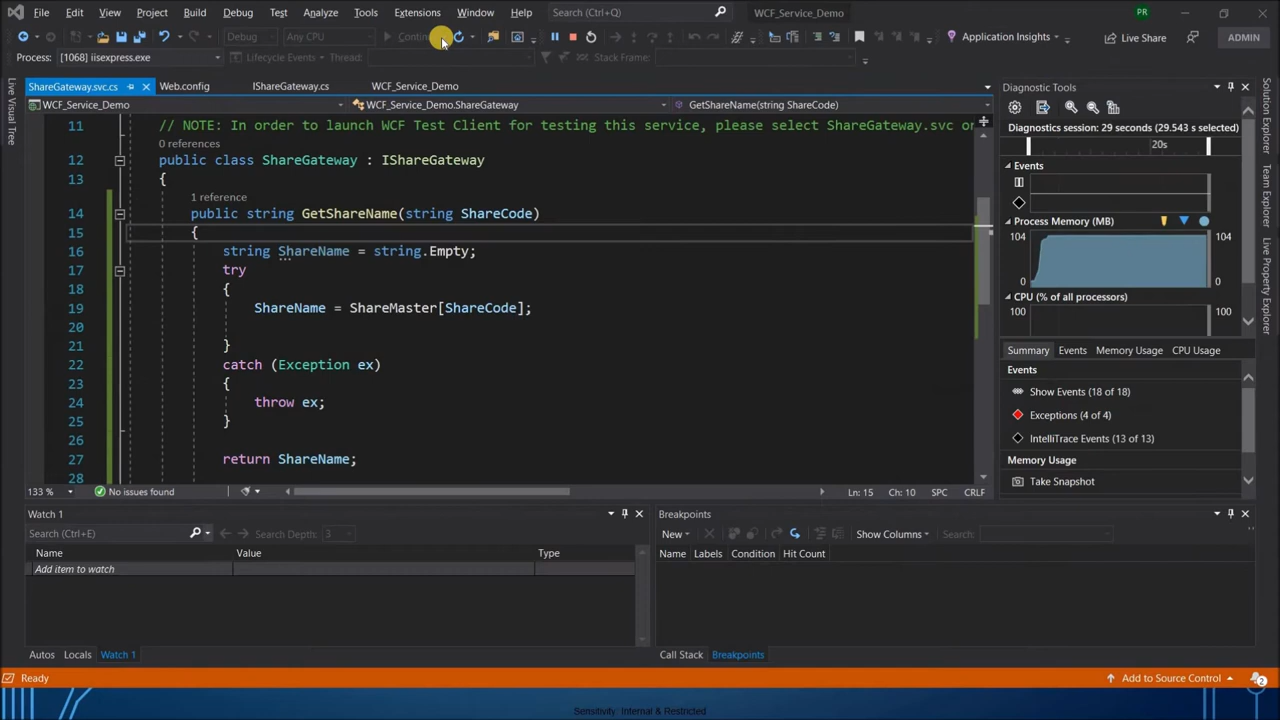 File Edit View Project Build Debug Test Analyze Tools Extensions Window Help Search (Ctrl+Q) WCF_Service_Demo PR
Debug Any CPU Contin Application Insights Live Share ADMIN
Process: [1068] iisexpress.exe Lifecycle Events Thread: Stack Frame:
Live Visual Tree
ShareGateway.svc.cs Web.config IShareGateway.cs WCF_Service_Demo
WCF_Service_Demo WCF_Service_Demo.ShareGateway GetShareName(string ShareCode)
11 // NOTE: In order to launch WCF Test Client for testing this service, please select ShareGateway.svc or
0 references
12 public class ShareGateway : IShareGateway
13 {
1 reference
14 public string GetShareName(string ShareCode)
15 {
16 string ShareName = string.Empty;
17 try
18 {
19 ShareName = ShareMaster[ShareCode];
20
21 }
22 catch (Exception ex)
23 {
24 throw ex;
25 }
26
27 return ShareName;
28
133 % No issues found Ln: 15 Ch: 10 SPC CRLF
Diagnostic Tools
Diagnostics session: 29 seconds (29.543 s selected)
20s
Events
Process Memory (MB)
104 104
0 0
CPU (% of all processors)
100 100
Summary Events Memory Usage CPU Usage
Events
Show Events (18 of 18)
Exceptions (4 of 4)
IntelliTrace Events (13 of 13)
Memory Usage
Take Snapshot
Solution Explorer
Team Explorer
Live Property Explorer
Watch 1
Search (Ctrl+E) Search Depth: 3
Name Value Type
Add item to watch
Autos Locals Watch 1
Breakpoints
New Show Columns Search:
Name Labels Condition Hit Count
Call Stack Breakpoints
Ready Add to Source Control 2
Sensitivity: Internal & Restricted